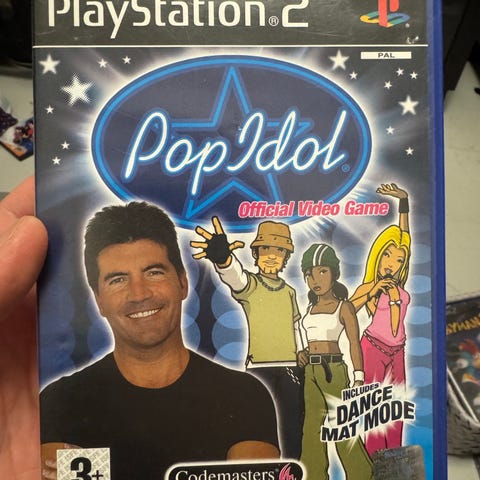 PlayStation®2
PAL
Pop Idol®
Official Video Game
INCLUDES
DANCE
MAT MODE
3+
Codemasters